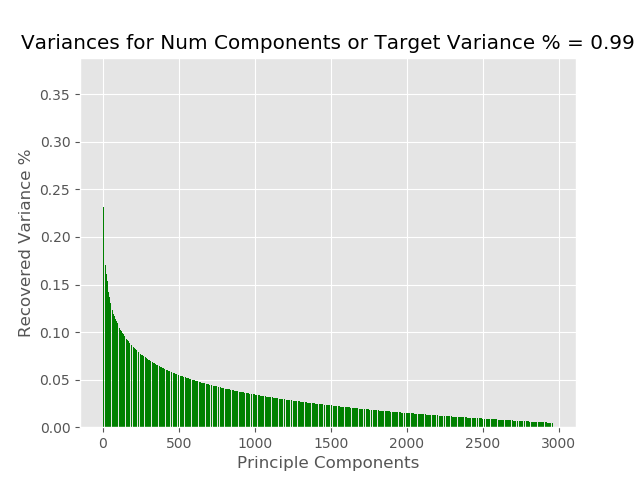 Variances for Num Components or Target Variance % = 0.99
0.35
0.30
0.25
0.20
0.15
0.10
0.05
0.00
Recovered Variance %
0 500 1000 1500 2000 2500 3000
Principle Components